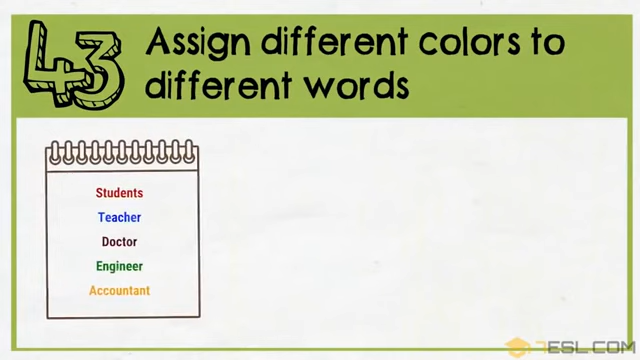 43
Assign different colors to
different words
Students
Teacher
Doctor
Engineer
Accountant
7ESL.COM